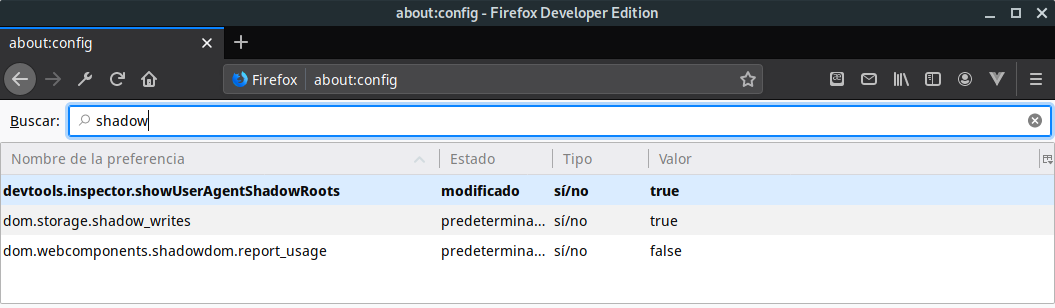 about:config - Firefox Developer Edition
about:config
Firefox about:config
Buscar: shadow
Nombre de la preferencia Estado Tipo Valor
devtools.inspector.showUserAgentShadowRoots modificado sí/no true
dom.storage.shadow_writes predetermina... sí/no true
dom.webcomponents.shadowdom.report_usage predetermina... sí/no false